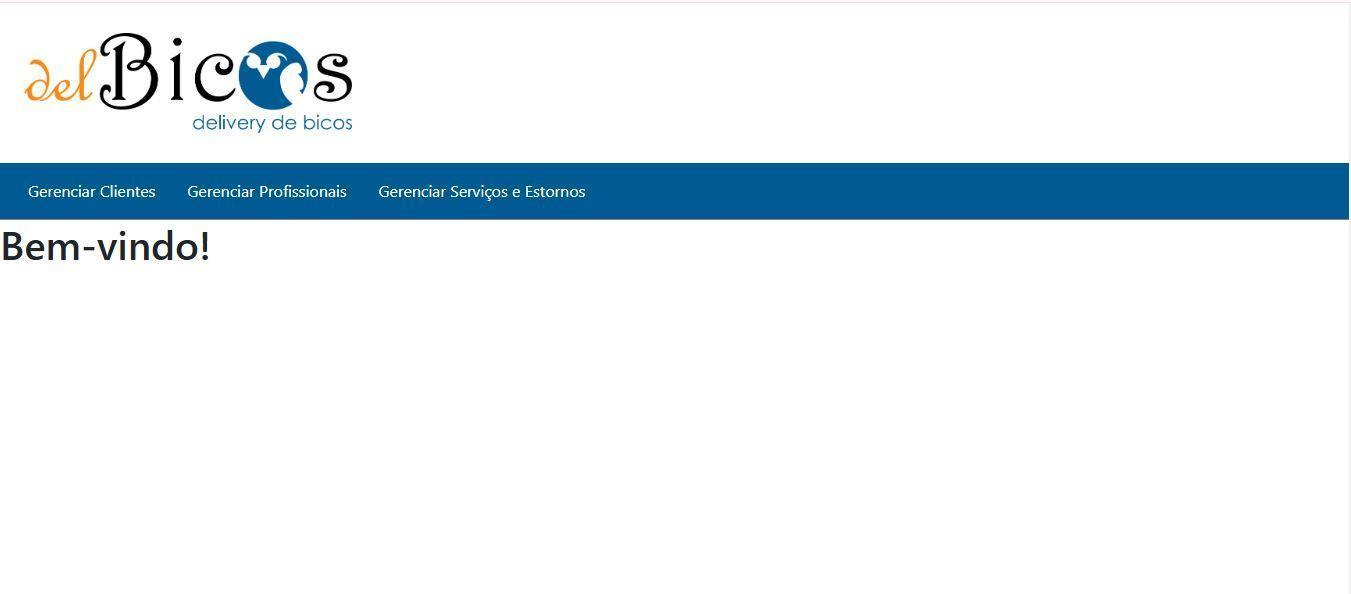 delBicos
delivery de bicos
Gerenciar Clientes Gerenciar Profissionais Gerenciar Serviços e Estornos
Bem-vindo!